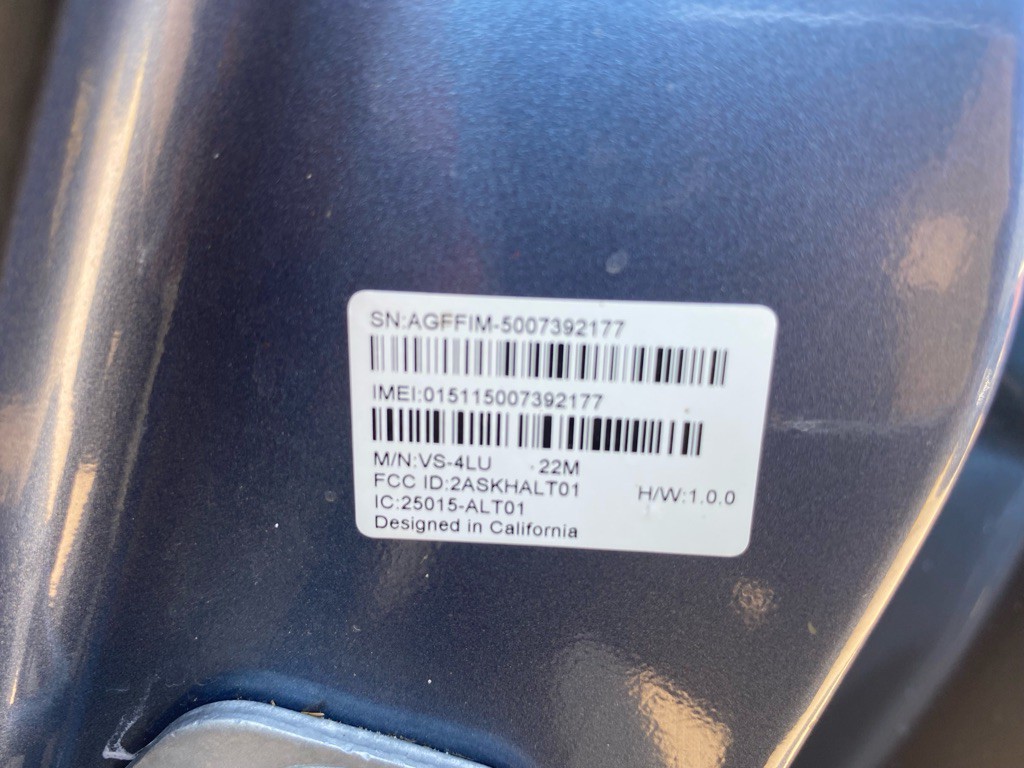 SN:AGFFIM-5007392177
IMEI:015115007392177
M/N:VS-4LU 22M
FCC ID:2ASKHALT01 H/W:1.0.0
IC:25015-ALT01
Designed in California